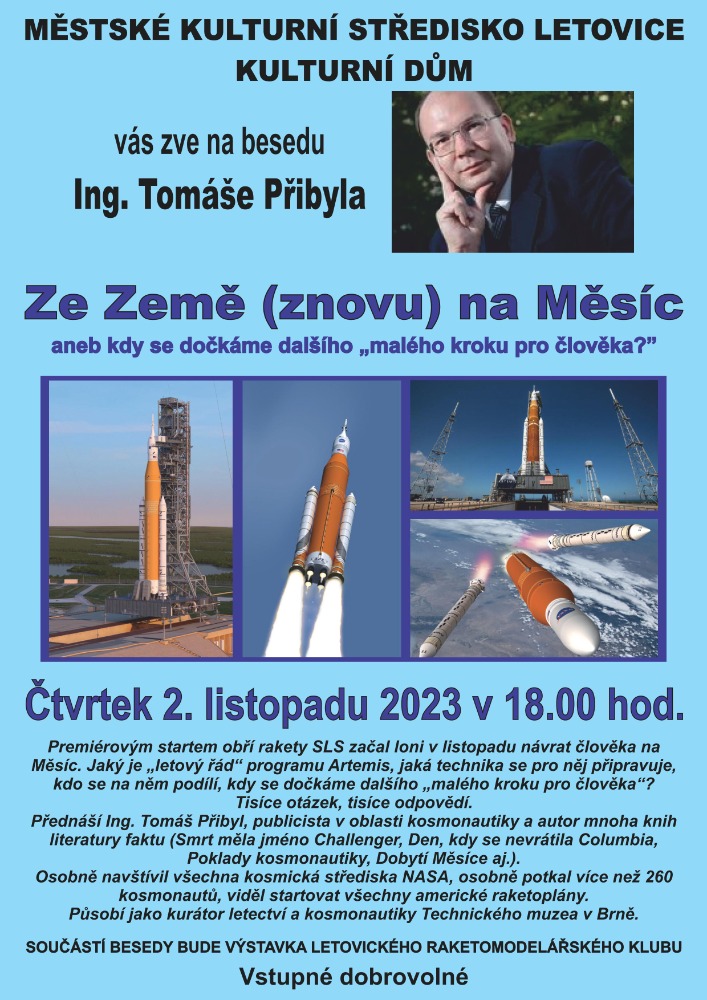 MĚSTSKÉ KULTURNÍ STŘEDISKO LETOVICE
KULTURNÍ DŮM
vás zve na besedu
Ing. Tomáše Přibyla
Ze Země (znovu) na Měsíc
aneb kdy se dočkáme dalšího „malého kroku pro člověka?”
Čtvrtek 2. listopadu 2023 v 18.00 hod.
Premiérovým startem obří rakety SLS začal loni v listopadu návrat člověka na
Měsíc. Jaký je „letový řád“ programu Artemis, jaká technika se pro něj připravuje,
kdo se na něm podílí, kdy se dočkáme dalšího „malého kroku pro člověka“?
Tisíce otázek, tisíce odpovědí.
Přednáší Ing. Tomáš Přibyl, publicista v oblasti kosmonautiky a autor mnoha knih
literatury faktu (Smrt měla jméno Challenger, Den, kdy se nevrátila Columbia,
Poklady kosmonautiky, Dobytí Měsíce aj.).
Osobně navštívil všechna kosmická střediska NASA, osobně potkal více než 260
kosmonautů, viděl startovat všechny americké raketoplány.
Působí jako kurátor letectví a kosmonautiky Technického muzea v Brně.
SOUČÁSTÍ BESEDY BUDE VÝSTAVKA LETOVICKÉHO RAKETOMODELÁŘSKÉHO KLUBU
Vstupné dobrovolné